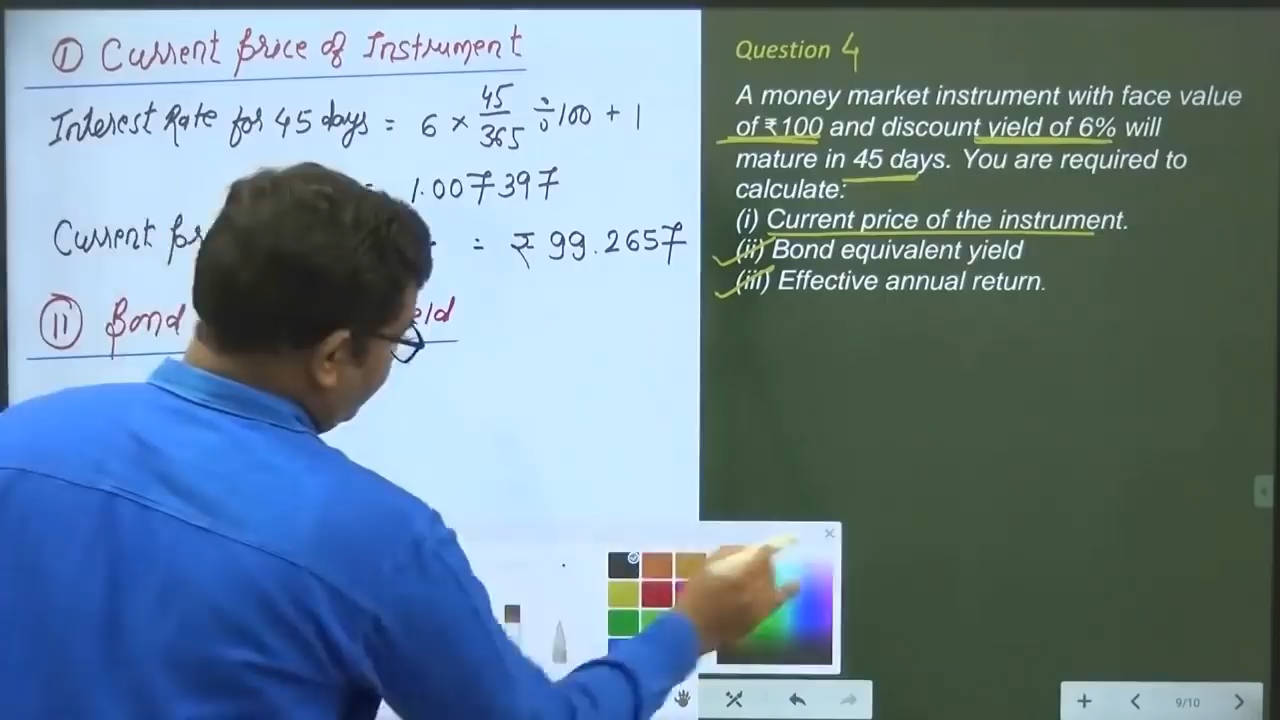 ① Current price of Instrument
Interest Rate for 45 days = 6 × 45/365 ÷ 100 + 1
= 1.007397
Current = ₹ 99.2657
ⅱ Bond
Question 4
A money market instrument with face value
of ₹100 and discount yield of 6% will
mature in 45 days. You are required to
calculate:
(i) Current price of the instrument.
(ii) Bond equivalent yield
(iii) Effective annual return.
9/10